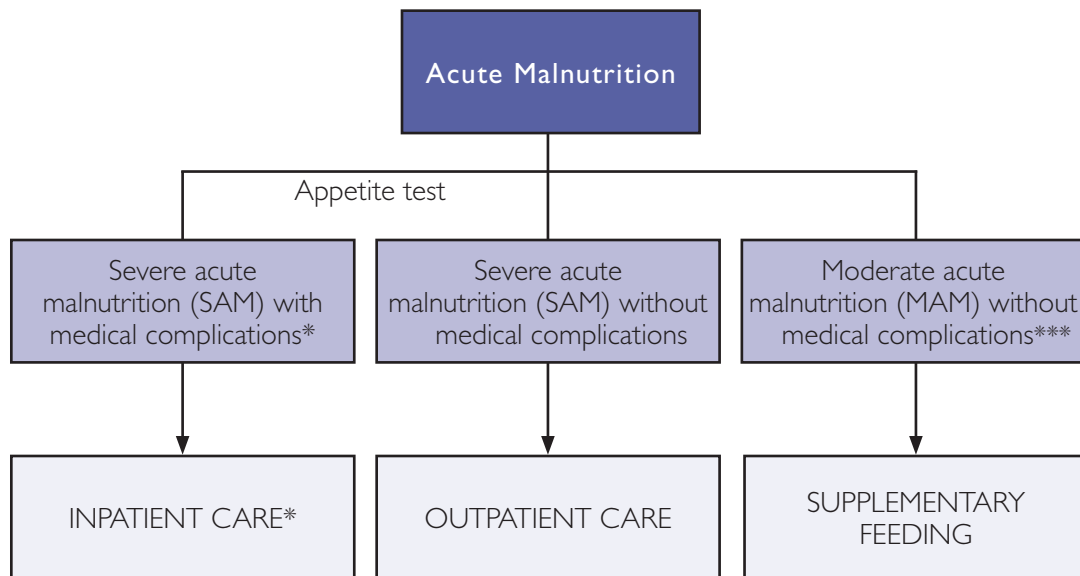 Acute Malnutrition
Appetite test
Severe acute
malnutrition (SAM) with
medical complications*
Severe acute
malnutrition (SAM) without
medical complications
Moderate acute
malnutrition (MAM) without
medical complications***
INPATIENT CARE*
OUTPATIENT CARE
SUPPLEMENTARY
FEEDING